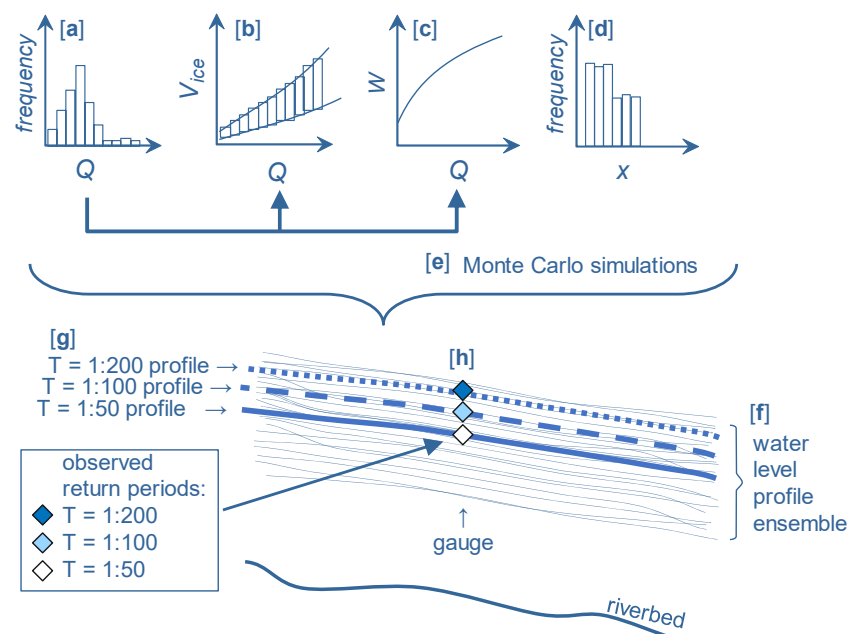 [a]
frequency
Q
[b]
Vice
Q
[c]
W
Q
[d]
frequency
x
[e] Monte Carlo simulations
[g]
T = 1:200 profile →
T = 1:100 profile →
T = 1:50 profile →
[h]
↑
gauge
[f]
water
level
profile
ensemble
observed
return periods:
T = 1:200
T = 1:100
T = 1:50
riverbed